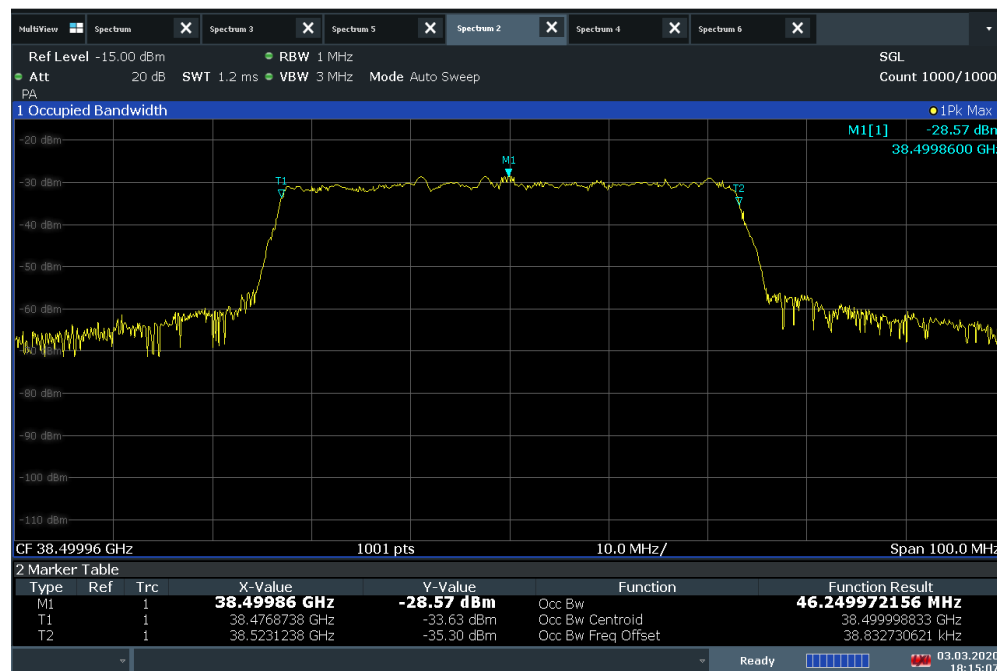 MultiView Spectrum Spectrum 3 Spectrum 5 Spectrum 2 Spectrum 4 Spectrum 6
Ref Level -15.00 dBm RBW 1 MHz SGL
Att 20 dB SWT 1.2 ms VBW 3 MHz Mode Auto Sweep Count 1000/1000
PA
1 Occupied Bandwidth 1Pk Max
M1[1] -28.57 dBm
38.4998600 GHz
-20 dBm
M1
T1
-30 dBm
T2
-40 dBm
-50 dBm
-60 dBm
-70 dBm
-80 dBm
-90 dBm
-100 dBm
-110 dBm
CF 38.49996 GHz 1001 pts 10.0 MHz/ Span 100.0 MHz
2 Marker Table
Type Ref Trc X-Value Y-Value Function Function Result
M1 1 38.49986 GHz -28.57 dBm Occ Bw 46.249972156 MHz
T1 1 38.4768738 GHz -33.63 dBm Occ Bw Centroid 38.499998833 GHz
T2 1 38.5231238 GHz -35.30 dBm Occ Bw Freq Offset 38.832730621 kHz
Ready 03.03.2020
18:15:07